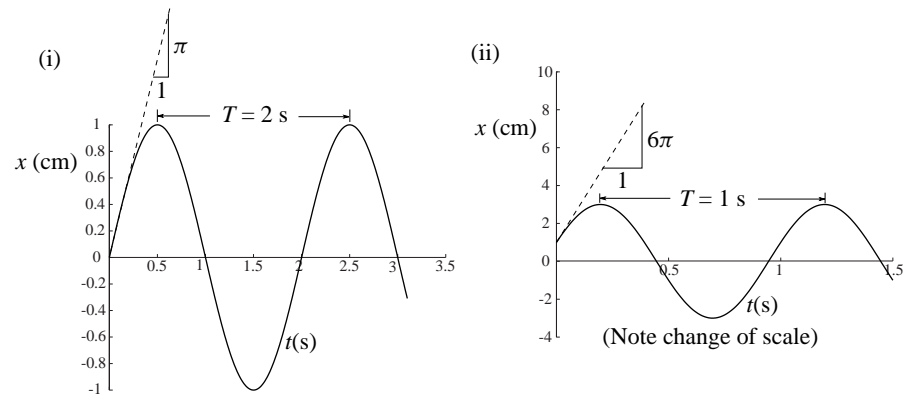 (i)
π
1
T = 2 s
x (cm)
1
0.8
0.6
0.4
0.2
0
-0.2
-0.4
-0.6
-0.8
-1
0.5
1
1.5
2
2.5
3
3.5
t(s)
(ii)
10
8
6
4
2
0
-2
-4
x (cm)
6π
1
T = 1 s
0.5
1
1.5
t(s)
(Note change of scale)